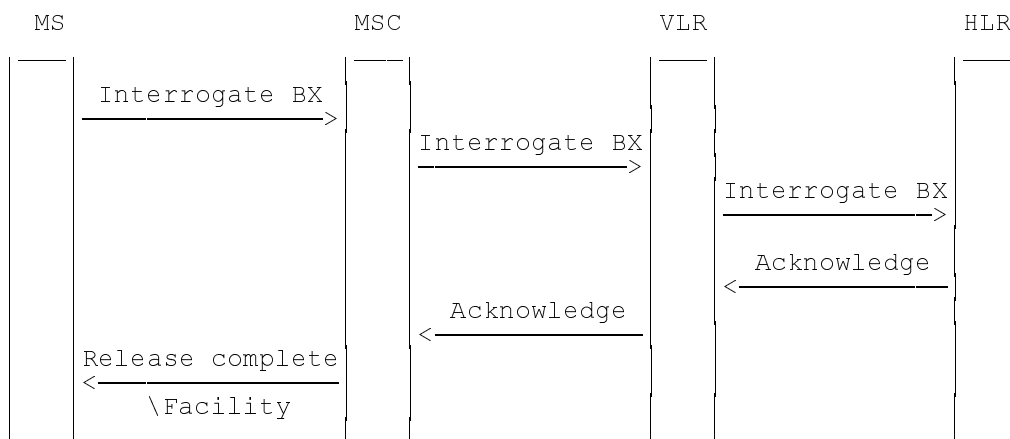 MS MSC VLR HLR
Interrogate BX
Interrogate BX
Interrogate BX
Acknowledge
Acknowledge
Release complete
\Facility